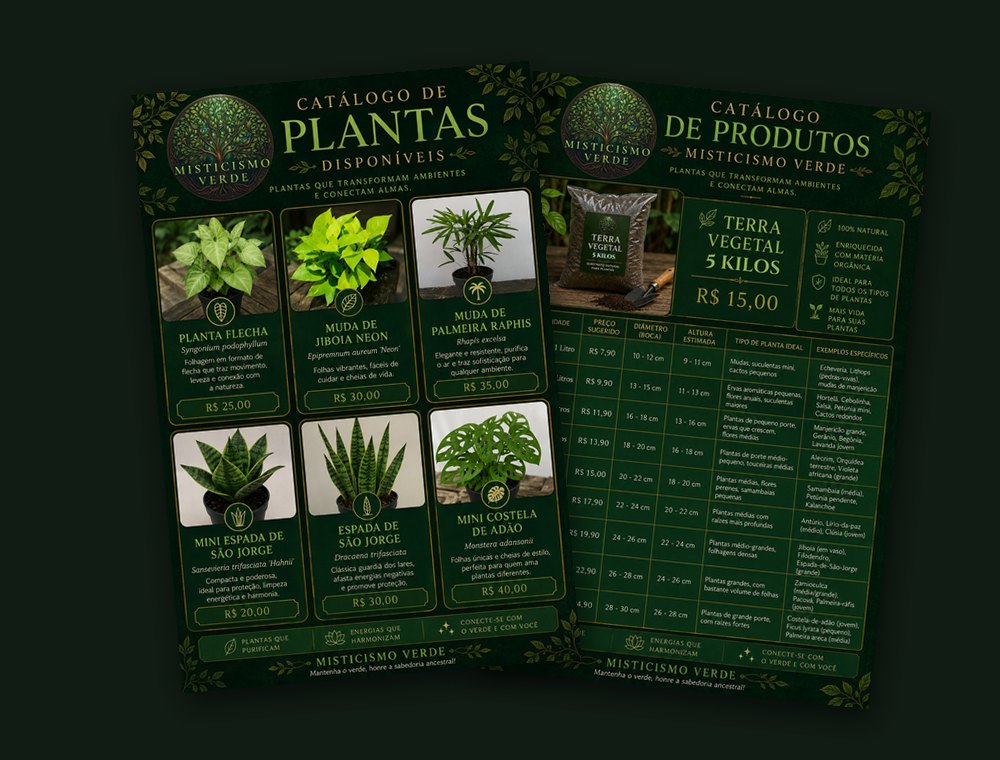 MISTICISMO
VERDE
CATÁLOGO DE
PLANTAS
DISPONÍVEIS
PLANTAS QUE TRANSFORMAM AMBIENTES
E CONECTAM ALMAS.
PLANTA FLECHA
Syngonium podophyllum
Folhagem em formato de
flecha que traz movimento,
leveza e conexão com
a natureza.
R$ 25,00
MUDA DE
JIBOIA NEON
Epipremnum aureum 'Neon'
Folhas vibrantes, fáceis de
cuidar e cheias de vida.
R$ 30,00
MUDA DE
PALMEIRA RAPHIS
Rhapis excelsa
Elegante e resistente, purifica
o ar e traz sofisticação para
qualquer ambiente.
R$ 35,00
MINI ESPADA DE
SÃO JORGE
Sansevieria trifasciata 'Hahnii'
Compacta e poderosa,
ideal para proteção, limpeza
energética e harmonia.
R$ 20,00
ESPADA DE
SÃO JORGE
Dracaena trifasciata
Clássica guardiã dos lares,
afasta energias negativas
e promove proteção.
R$ 30,00
MINI COSTELA
DE ADÃO
Monstera adansonii
Folhas únicas e cheias de estilo,
perfeita para quem ama
plantas diferentes.
R$ 40,00
PLANTAS QUE
PURIFICAM
ENERGIAS QUE
HARMONIZAM
CONECTE-SE COM
O VERDE E COM VOCÊ
MISTICISMO VERDE
Mantenha o verde, honre a sabedoria ancestral!
MISTICISMO
VERDE
CATÁLOGO
DE PRODUTOS
MISTICISMO VERDE
PLANTAS QUE TRANSFORMAM AMBIENTES
E CONECTAM ALMAS.
TERRA
VEGETAL
5 KILOS
SUBSTRATO NATURAL
PARA PLANTAS
TERRA
VEGETAL
5 KILOS
R$ 15,00
100% NATURAL
ENRIQUECIDA
COM MATÉRIA
ORGÂNICA
IDEAL PARA
TODOS OS TIPOS
DE PLANTAS
MAIS VIDA
PARA SUAS
PLANTAS
IDADE PREÇO SUGERIDO DIÂMETRO (BOCA) ALTURA ESTIMADA TIPO DE PLANTA IDEAL EXEMPLOS ESPECÍFICOS
1 Litro R$ 7,90 10 - 12 cm 9 - 11 cm Mudas, suculentas mini, cactos pequenos Echeveria, Lithops (pedras-vivas), mudas de manjericão
itros R$ 9,90 13 - 15 cm 11 - 13 cm Ervas aromáticas pequenas, flores anuais, suculentas maiores Hortelã, Cebolinha, Salsa, Petúnia mini, Cactos redondos
ros R$ 11,90 16 - 18 cm 13 - 16 cm Plantas de pequeno porte, ervas que crescem, flores médias Manjericão grande, Gerânio, Begônia, Lavanda jovem
os R$ 13,90 18 - 20 cm 16 - 18 cm Plantas de porte médio-pequeno, touceiras médias Alecrim, Orquídea terrestre, Violeta africana (grande)
R$ 15,00 20 - 22 cm 18 - 20 cm Plantas médias, flores perenes, samambaias pequenas Samambaia (média), Petúnia pendente, Kalanchoe
R$ 17,90 22 - 24 cm 20 - 22 cm Plantas médias com raízes mais profundas Antúrio, Lírio-da-paz (médio), Clúsia (jovem)
R$ 19,90 24 - 26 cm 22 - 24 cm Plantas médio-grandes, folhagens densas Jiboia (em vaso), Filodendro, Espada-de-São-Jorge (grande)
22,90 26 - 28 cm 24 - 26 cm Plantas grandes, com bastante volume de folhas Zamioculca (média/grande), Pacová, Palmeira-ráfis (jovem)
4,90 28 - 30 cm 26 - 28 cm Plantas de grande porte, com raízes fortes Costela-de-adão (jovem), Ficus lyrata (pequeno), Palmeira areca (média)
UE
ENERGIAS QUE
HARMONIZAM
CONECTE-SE COM
O VERDE E COM VOCÊ
MISTICISMO VERDE
Mantenha o verde, honre a sabedoria ancestral!